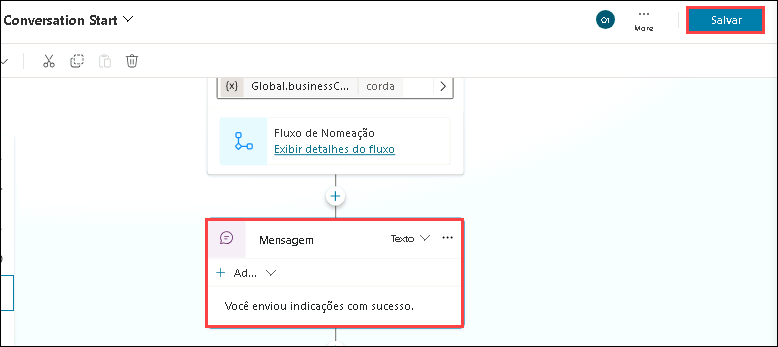 Conversation Start
01
More
Salvar
{x} Global.businessC... corda
Fluxo de Nomeação
Exibir detalhes do fluxo
Mensagem
Texto
Ad...
Você enviou indicações com sucesso.